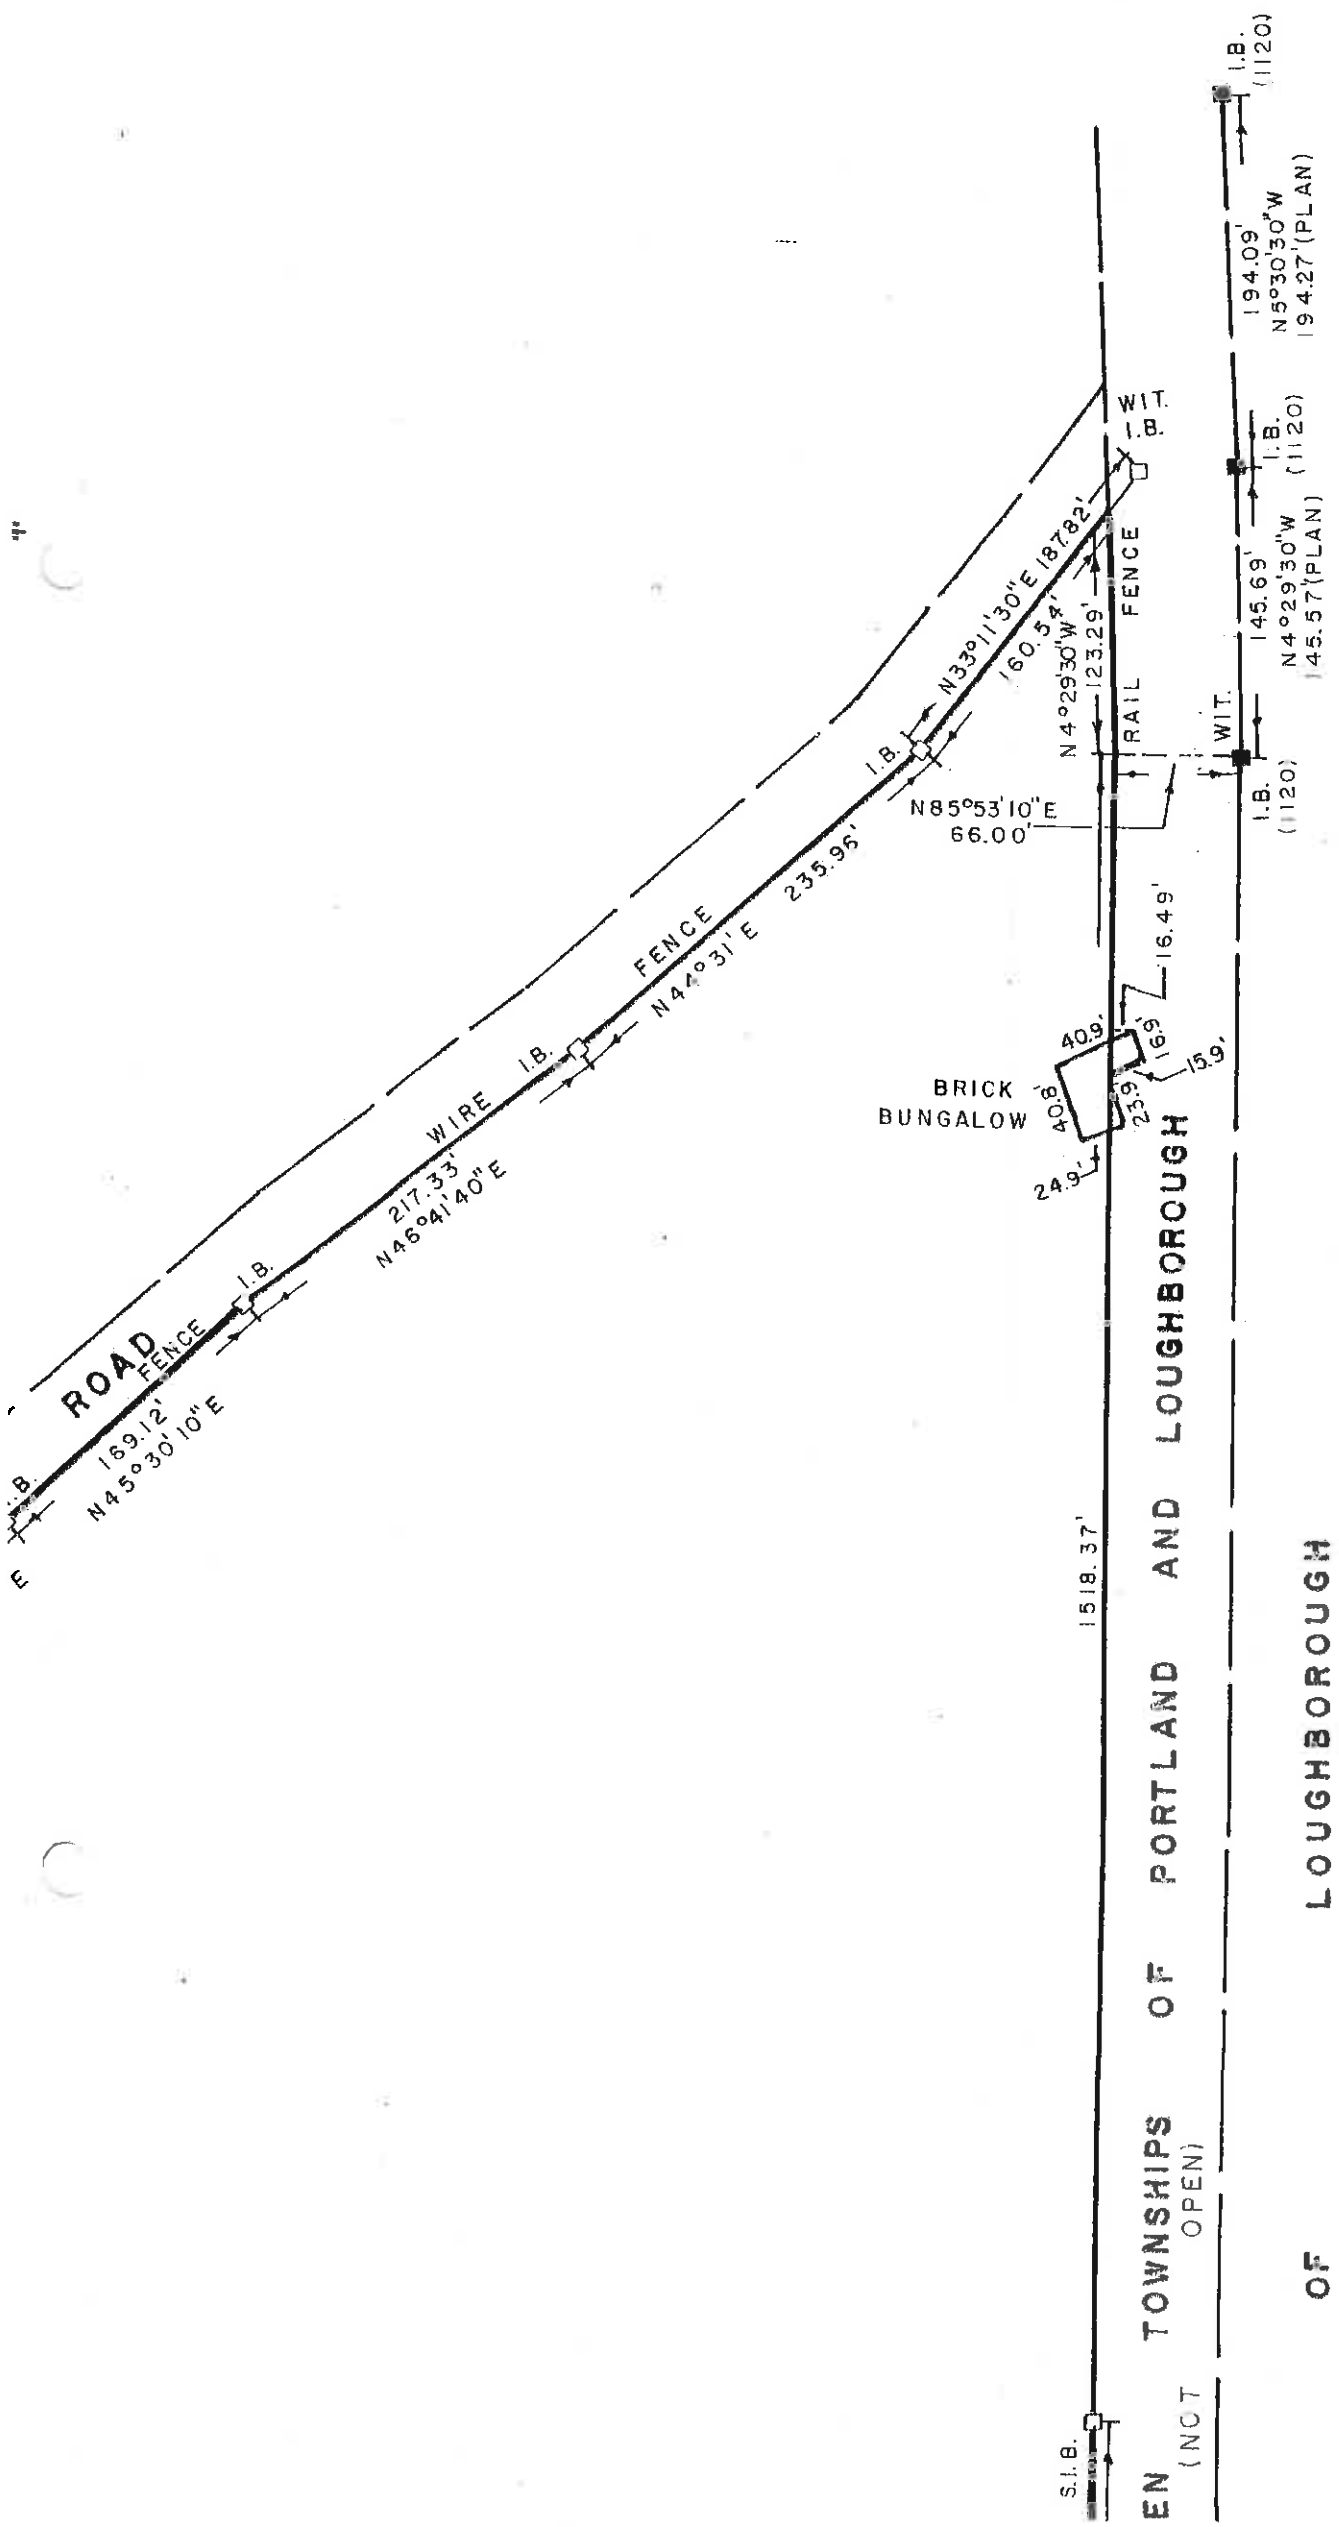 I.B.
(1120)
194.09'
N5°30'30"W
194.27'(PLAN)
WIT.
I.B.
I.B.
(1120)
145.69'
N4°29'30"W
145.57'(PLAN)
N33°11'30"E 187.82'
160.54'
N4°29'30"W
123.29'
RAIL FENCE
WIT.
I.B.
(1120)
I.B.
N85°53'10"E
66.00'
235.96'
FENCE
N44°31'E
16.49'
I.B.
40.9'
16.9'
15.9'
BRICK
BUNGALOW
40.8'
23.9'
24.9'
WIRE
217.33'
N46°41'40"E
I.B.
ROAD
FENCE
169.12'
N45°30'10"E
B.
E
1518.37'
S.I.B.
EN TOWNSHIPS OF PORTLAND AND LOUGHBOROUGH
(NOT OPEN)
OF LOUGHBOROUGH